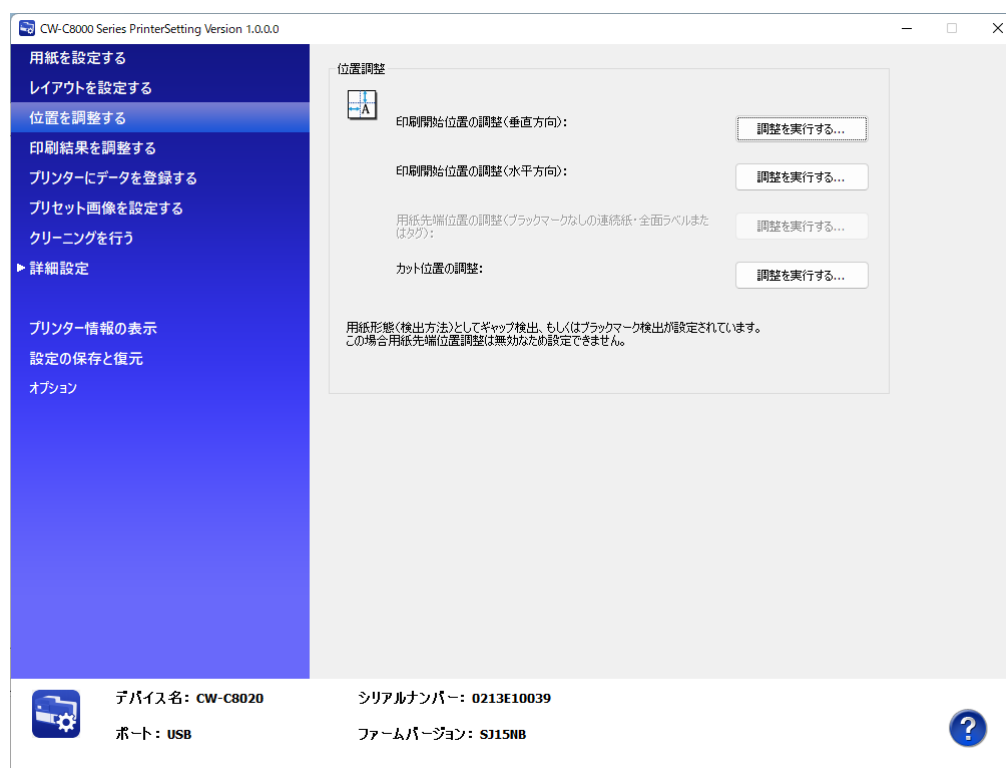 CW-C8000 Series PrinterSetting Version 1.0.0.0
用紙を設定する
レイアウトを設定する
位置を調整する
印刷結果を調整する
プリンターにデータを登録する
プリセット画像を設定する
クリーニングを行う
詳細設定
プリンター情報の表示
設定の保存と復元
オプション
位置調整
A
印刷開始位置の調整(垂直方向):
調整を実行する...
印刷開始位置の調整(水平方向):
調整を実行する...
用紙先端位置の調整(ブラックマークなしの連続紙・全面ラベルまた
はタグ):
調整を実行する...
カット位置の調整:
調整を実行する...
用紙形態(検出方法)としてギャップ検出、もしくはブラックマーク検出が設定されています。
この場合用紙先端位置調整は無効なため設定できません。
デバイス名: CW-C8020
シリアルナンバー: 0213E10039
ポート: USB
ファームバージョン: SJ15NB
?